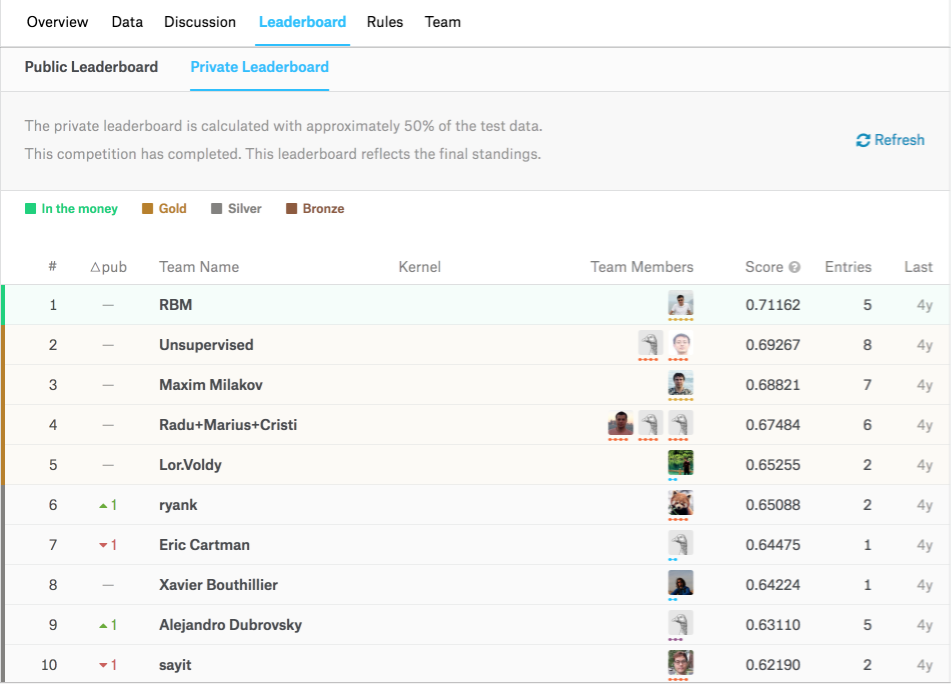 Overview Data Discussion Leaderboard Rules Team
Public Leaderboard Private Leaderboard
The private leaderboard is calculated with approximately 50% of the test data.
This competition has completed. This leaderboard reflects the final standings.
Refresh
In the money Gold Silver Bronze
# △pub Team Name Kernel Team Members Score ? Entries Last
1 — RBM 0.71162 5 4y
2 — Unsupervised 0.69267 8 4y
3 — Maxim Milakov 0.68821 7 4y
4 — Radu+Marius+Cristi 0.67484 6 4y
5 — Lor.Voldy 0.65255 2 4y
6 ▲1 ryank 0.65088 2 4y
7 ▼1 Eric Cartman 0.64475 1 4y
8 — Xavier Bouthillier 0.64224 1 4y
9 ▲1 Alejandro Dubrovsky 0.63110 5 4y
10 ▼1 sayit 0.62190 2 4y